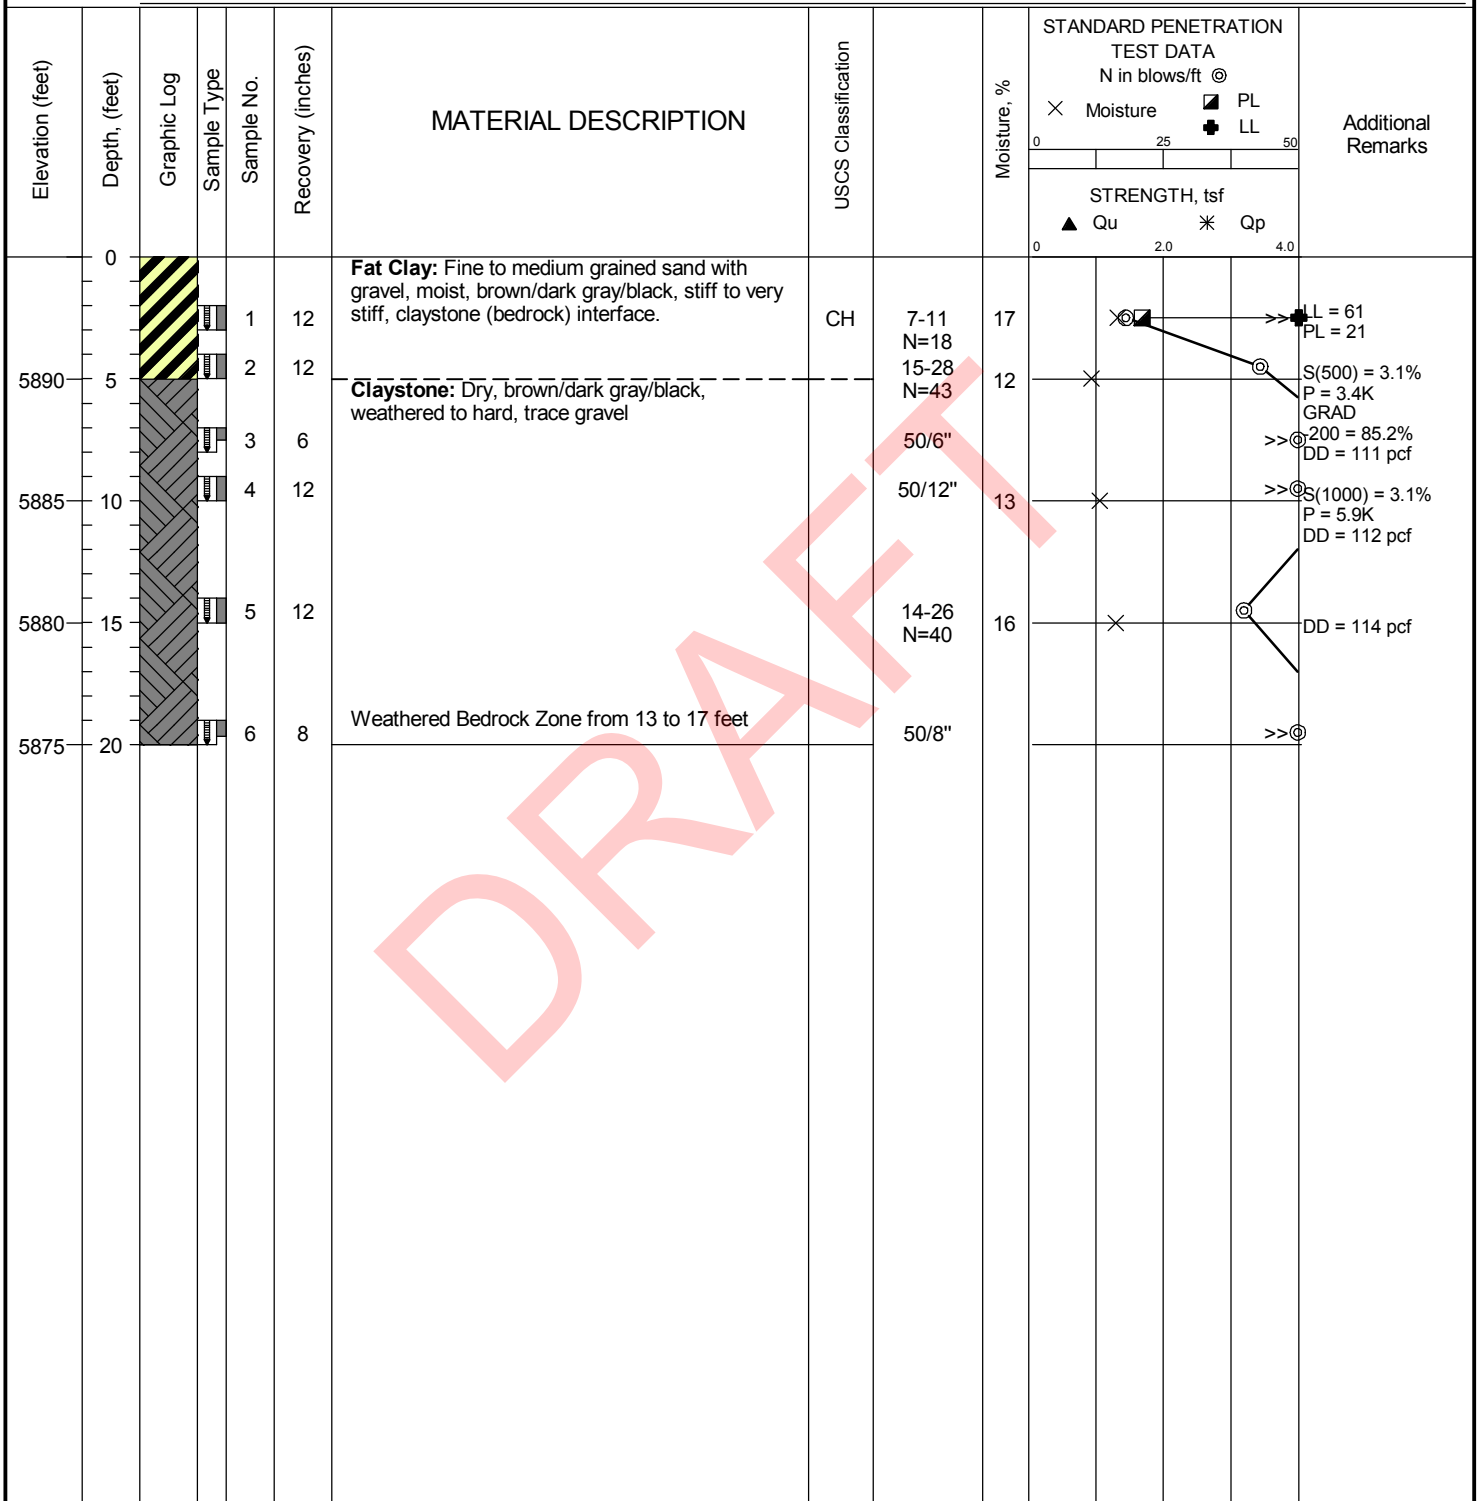 Elevation (feet)
Depth, (feet)
Graphic Log
Sample Type
Sample No.
Recovery (inches)
MATERIAL DESCRIPTION
USCS Classification
Moisture, %
STANDARD PENETRATION
TEST DATA
N in blows/ft
Moisture
PL
LL
0 25 50
STRENGTH, tsf
Qu Qp
0 2.0 4.0
Additional
Remarks
0
Fat Clay: Fine to medium grained sand with
gravel, moist, brown/dark gray/black, stiff to very
stiff, claystone (bedrock) interface.
1 12 CH 7-11 17
N=18
>>
LL = 61
PL = 21
2 12 15-28
N=43
5890 5 12
Claystone: Dry, brown/dark gray/black,
weathered to hard, trace gravel
S(500) = 3.1%
P = 3.4K
GRAD
-200 = 85.2%
DD = 111 pcf
3 6 50/6" >>
4 12 50/12" >>
5885 10 13
S(1000) = 3.1%
P = 5.9K
DD = 112 pcf
5 12 14-26
N=40
5880 15 16 DD = 114 pcf
Weathered Bedrock Zone from 13 to 17 feet
6 8 50/8" >>
5875 20
DRAFT